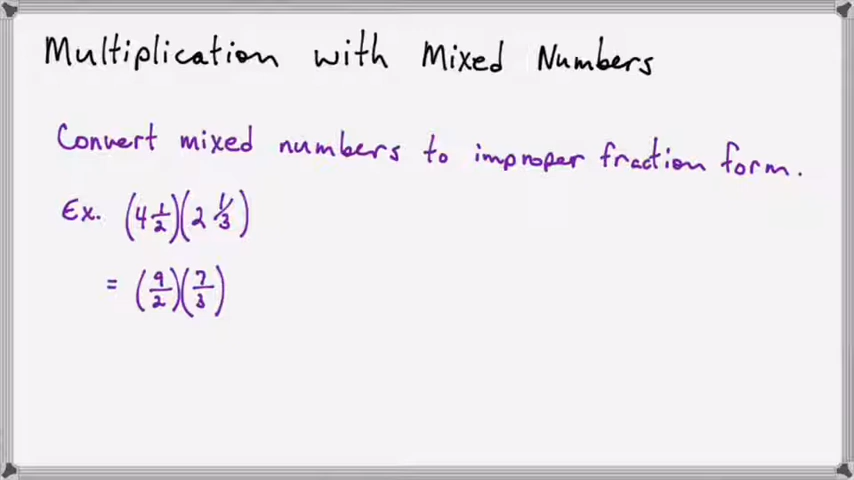 Multiplication with Mixed Numbers
Convert mixed numbers to improper fraction form.
Ex. (4 1/2)(2 1/3)
= (9/2)(7/3)